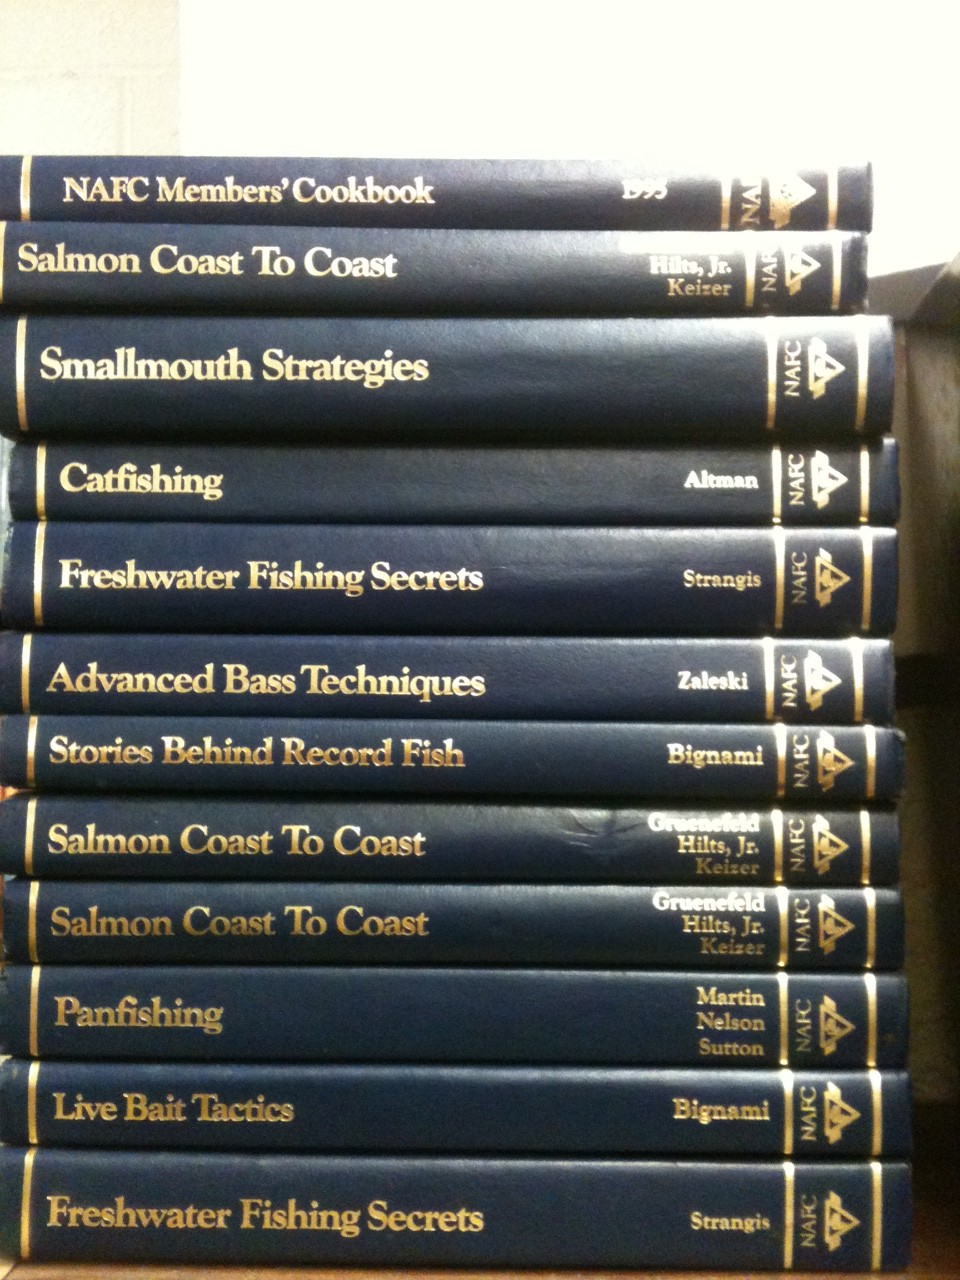 NAFC Members' Cookbook 1995 NAFC
Salmon Coast To Coast Hilts, Jr. Keizer NAFC
Smallmouth Strategies NAFC
Catfishing Altman NAFC
Freshwater Fishing Secrets Strangis NAFC
Advanced Bass Techniques Zaleski NAFC
Stories Behind Record Fish Bignami NAFC
Salmon Coast To Coast Gruenefeld Hilts, Jr. Keizer NAFC
Salmon Coast To Coast Gruenefeld Hilts, Jr. Keizer NAFC
Panfishing Martin Nelson Sutton NAFC
Live Bait Tactics Bignami NAFC
Freshwater Fishing Secrets Strangis NAFC